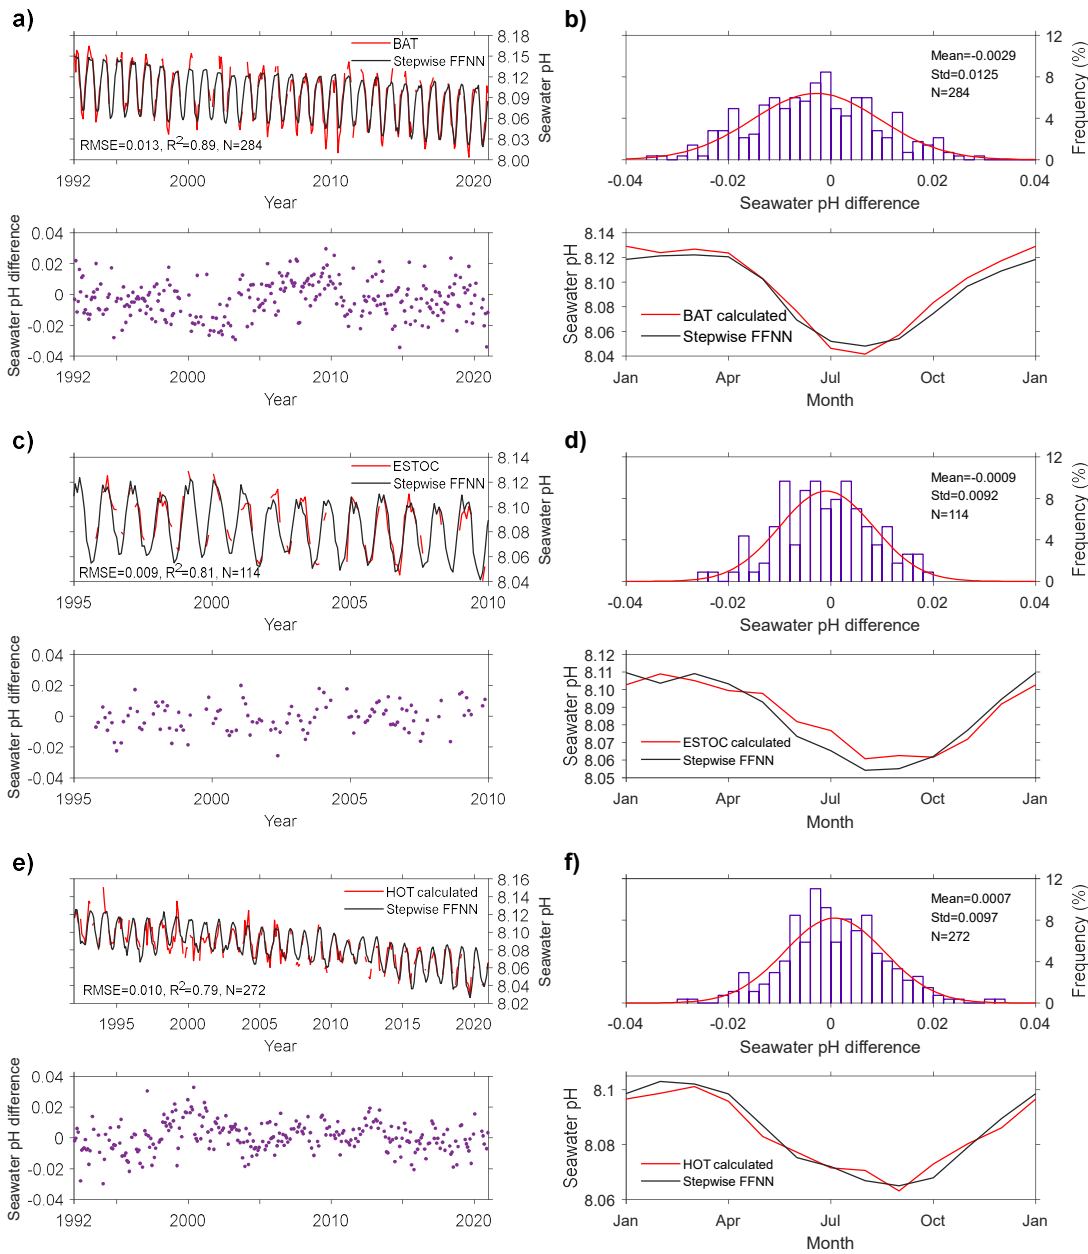 a)
8.18
8.15
8.12
8.09
8.06
8.03
8.00
Seawater pH
BAT
Stepwise FFNN
RMSE=0.013, R2=0.89, N=284
1992 2000 2010 2020
Year
0.04
0.02
0
-0.02
-0.04
Seawater pH difference
1992 2000 2010 2020
Year
b)
12
8
4
0
Frequency (%)
Mean=-0.0029
Std=0.0125
N=284
-0.04 -0.02 0 0.02 0.04
Seawater pH difference
8.14
8.12
8.10
8.08
8.06
8.04
Seawater pH
BAT calculated
Stepwise FFNN
Jan Apr Jul Oct Jan
Month
c)
8.14
8.12
8.10
8.08
8.06
8.04
Seawater pH
ESTOC
Stepwise FFNN
RMSE=0.009, R2=0.81, N=114
1995 2000 2005 2010
Year
0.04
0.02
0
-0.02
-0.04
Seawater pH difference
1995 2000 2005 2010
Year
d)
12
8
4
0
Frequency (%)
Mean=-0.0009
Std=0.0092
N=114
-0.04 -0.02 0 0.02 0.04
Seawater pH difference
8.12
8.11
8.10
8.09
8.08
8.07
8.06
8.05
Seawater pH
ESTOC calculated
Stepwise FFNN
Jan Apr Jul Oct Jan
Month
e)
8.16
8.14
8.12
8.10
8.08
8.06
8.04
8.02
Seawater pH
HOT calculated
Stepwise FFNN
RMSE=0.010, R2=0.79, N=272
1995 2000 2005 2010 2015 2020
Year
0.04
0.02
0
-0.02
-0.04
Seawater pH difference
1992 2000 2010 2020
Year
f)
12
8
4
0
Frequency (%)
Mean=0.0007
Std=0.0097
N=272
-0.04 -0.02 0 0.02 0.04
Seawater pH difference
8.1
8.08
8.06
Seawater pH
HOT calculated
Stepwise FFNN
Jan Apr Jul Oct Jan
Month